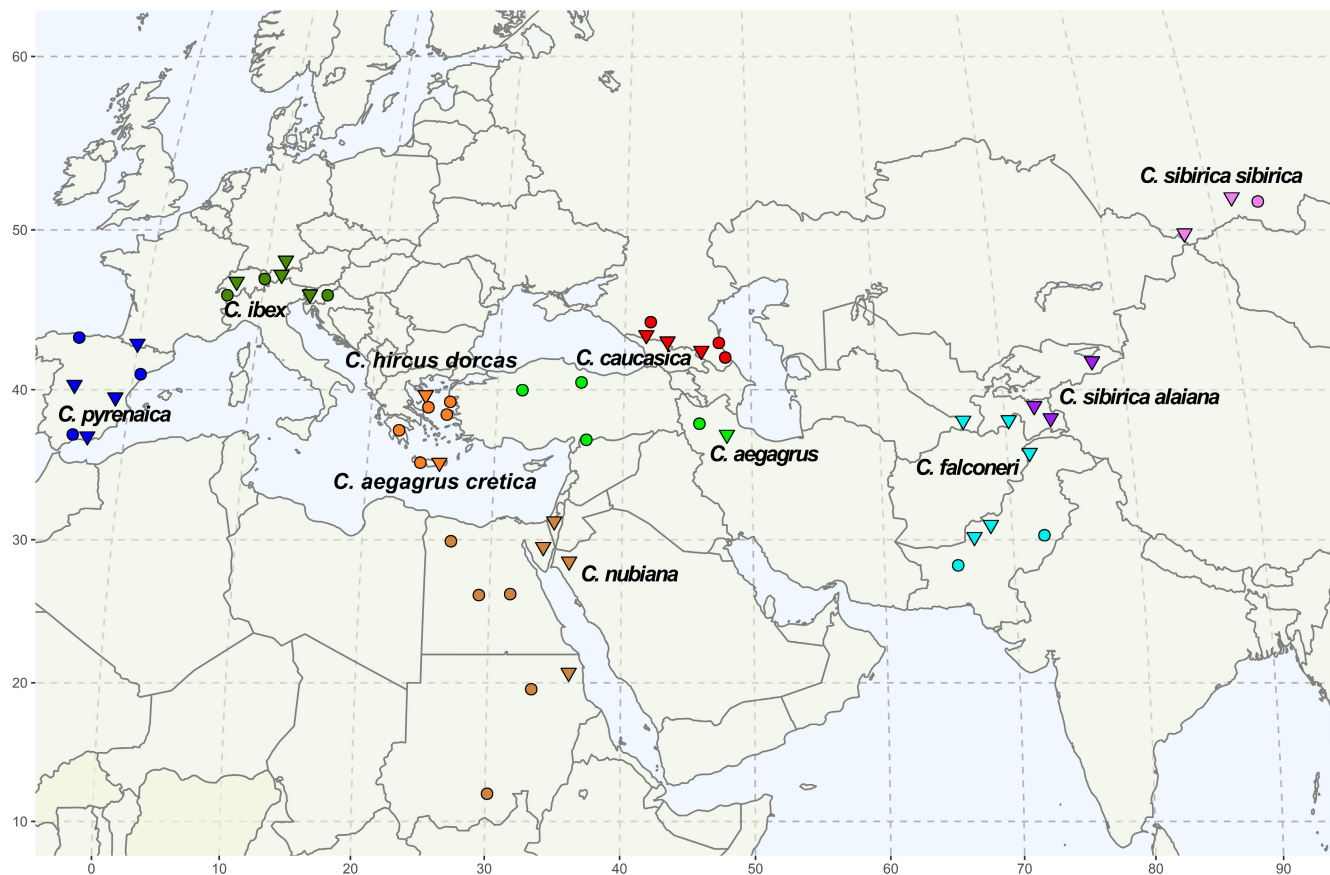 60
C. sibirica sibirica
50
C. ibex
C. hircus dorcas
C. caucasica
40
C. sibirica alaiana
C. pyrenaica
C. aegagrus
C. falconeri
C. aegagrus cretica
30
C. nubiana
20
10
0 10 20 30 40 50 60 70 80 90